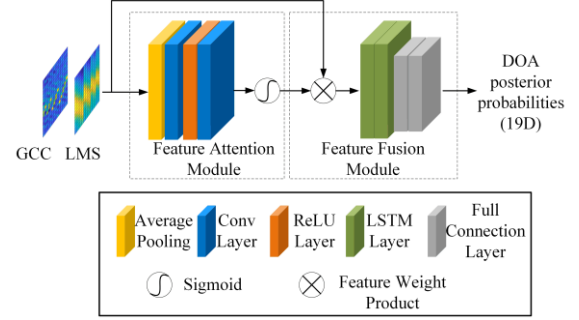 GCC LMS
Feature Attention
Module
Feature Fusion
Module
DOA
posterior
probabilities
(19D)
Average
Pooling
Conv
Layer
ReLU
Layer
LSTM
Layer
Full
Connection
Layer
Sigmoid
Feature Weight
Product